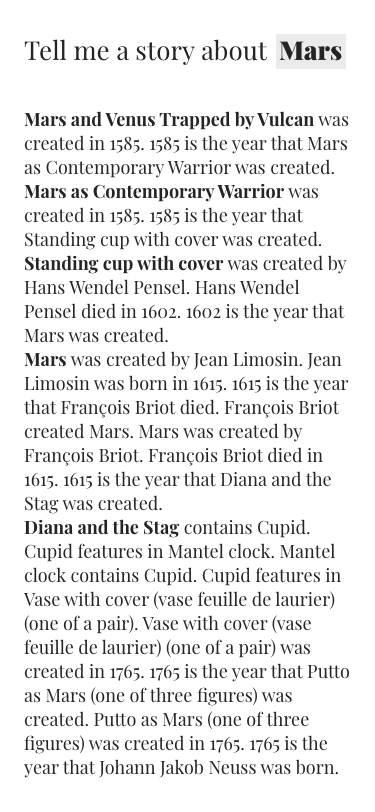 Tell me a story about Mars
Mars and Venus Trapped by Vulcan was
created in 1585. 1585 is the year that Mars
as Contemporary Warrior was created.
Mars as Contemporary Warrior was
created in 1585. 1585 is the year that
Standing cup with cover was created.
Standing cup with cover was created by
Hans Wendel Pensel. Hans Wendel
Pensel died in 1602. 1602 is the year that
Mars was created.
Mars was created by Jean Limosin. Jean
Limosin was born in 1615. 1615 is the year
that François Briot died. François Briot
created Mars. Mars was created by
François Briot. François Briot died in
1615. 1615 is the year that Diana and the
Stag was created.
Diana and the Stag contains Cupid.
Cupid features in Mantel clock. Mantel
clock contains Cupid. Cupid features in
Vase with cover (vase feuille de laurier)
(one of a pair). Vase with cover (vase
feuille de laurier) (one of a pair) was
created in 1765. 1765 is the year that Putto
as Mars (one of three figures) was
created. Putto as Mars (one of three
figures) was created in 1765. 1765 is the
year that Johann Jakob Neuss was born.